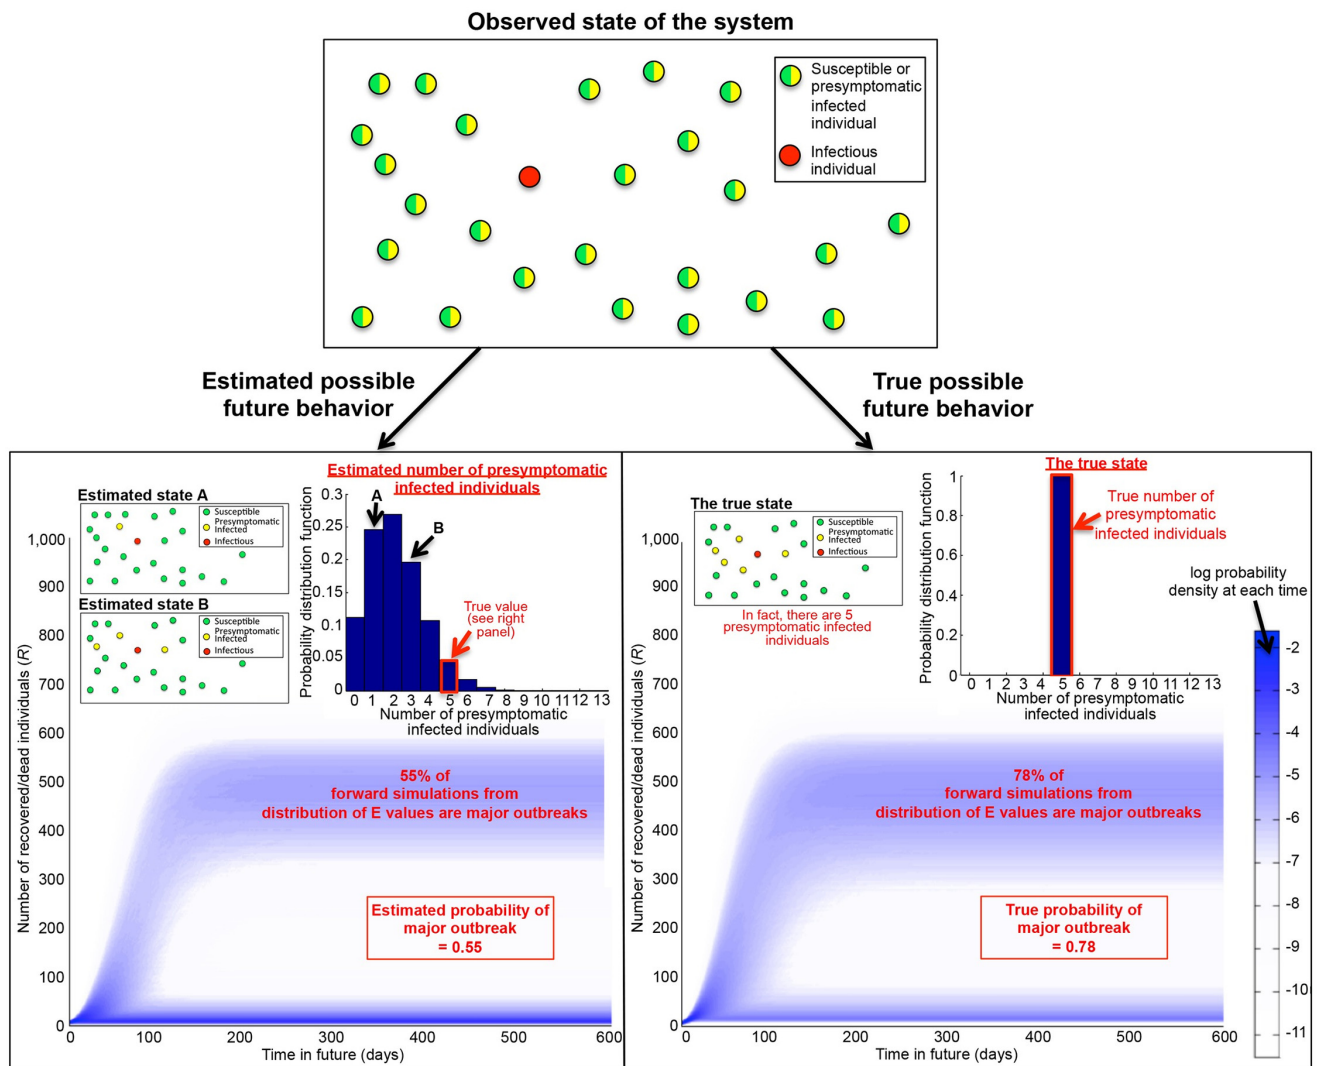 Observed state of the system
Susceptible or
presymptomatic
infected
individual
Infectious
individual
Estimated possible
future behavior
True possible
future behavior
Estimated number of presymptomatic
infected individuals
Estimated state A
Susceptible
Presymptomatic
Infected
Infectious
Estimated state B
Susceptible
Presymptomatic
Infected
Infectious
A
B
True value
(see right
panel)
Probability distribution function
0.3
0.25
0.2
0.15
0.1
0.05
0
0 1 2 3 4 5 6 7 8 9 10 11 12 13
Number of presymptomatic
infected individuals
Number of recovered/dead individuals (R)
1,000
900
800
700
600
500
400
300
200
100
0
55% of
forward simulations from
distribution of E values are major outbreaks
Estimated probability of
major outbreak
= 0.55
0 100 200 300 400 500 600
Time in future (days)
The true state
The true state
Susceptible
Presymptomatic
Infected
Infectious
In fact, there are 5
presymptomatic infected
individuals
True number of
presymptomatic
infected individuals
Probability distribution function
1
0.8
0.6
0.4
0.2
0
0 1 2 3 4 5 6 7 8 9 10 11 12 13
Number of presymptomatic
infected individuals
log probability
density at each time
-2
-3
-4
-5
-6
-7
-8
-9
-10
-11
Number of recovered/dead individuals (R)
1,000
900
800
700
600
500
400
300
200
100
0
78% of
forward simulations from
distribution of E values are major outbreaks
True probability of
major outbreak
= 0.78
0 100 200 300 400 500 600
Time in future (days)